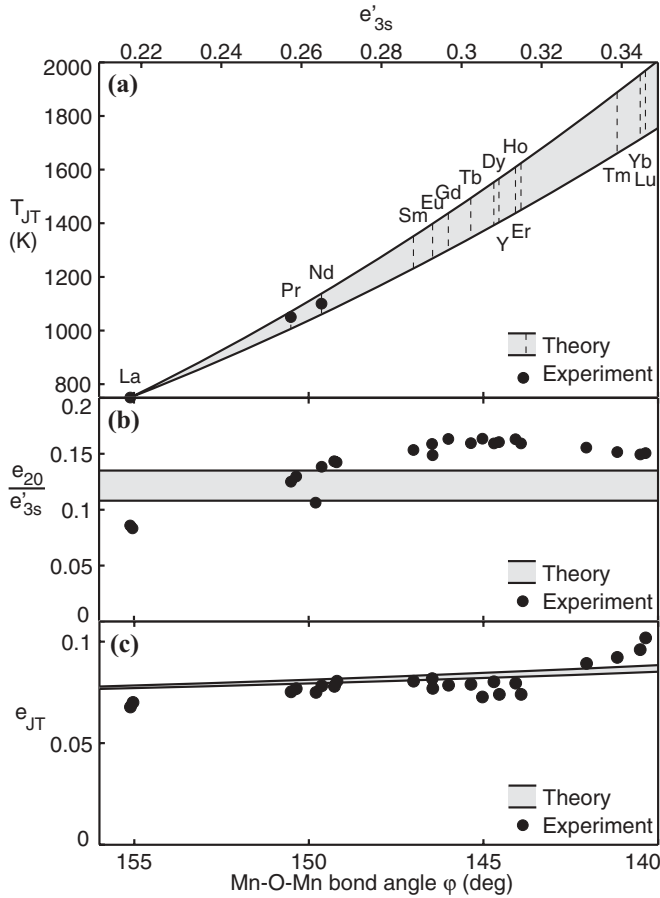 e'3s
0.22 0.24 0.26 0.28 0.3 0.32 0.34
(a)
2000
1800
1600
1400
1200
1000
800
TJT
(K)
La
Pr
Nd
Sm
Eu
Gd
Tb
Dy
Y
Ho
Er
Tm
Yb
Lu
Theory
Experiment
(b)
0.2
0.15
0.1
0.05
0
e20
e'3s
Theory
Experiment
(c)
0.1
0.05
0
eJT
Theory
Experiment
155 150 145 140
Mn-O-Mn bond angle φ (deg)